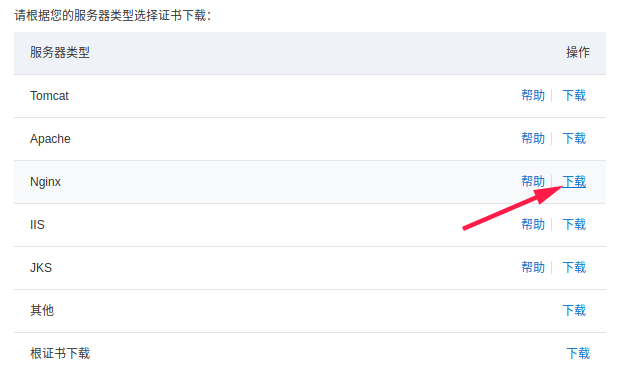 请根据您的服务器类型选择证书下载:
服务器类型 操作
Tomcat 帮助 下载
Apache 帮助 下载
Nginx 帮助 下载
IIS 帮助 下载
JKS 帮助 下载
其他 下载
根证书下载 下载